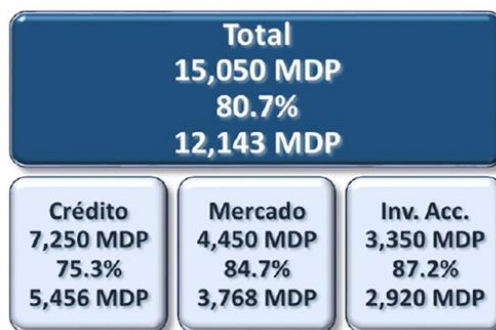 Total
15,050 MDP
80.7%
12,143 MDP
Crédito
7,250 MDP
75.3%
5,456 MDP
Mercado
4,450 MDP
84.7%
3,768 MDP
Inv. Acc.
3,350 MDP
87.2%
2,920 MDP